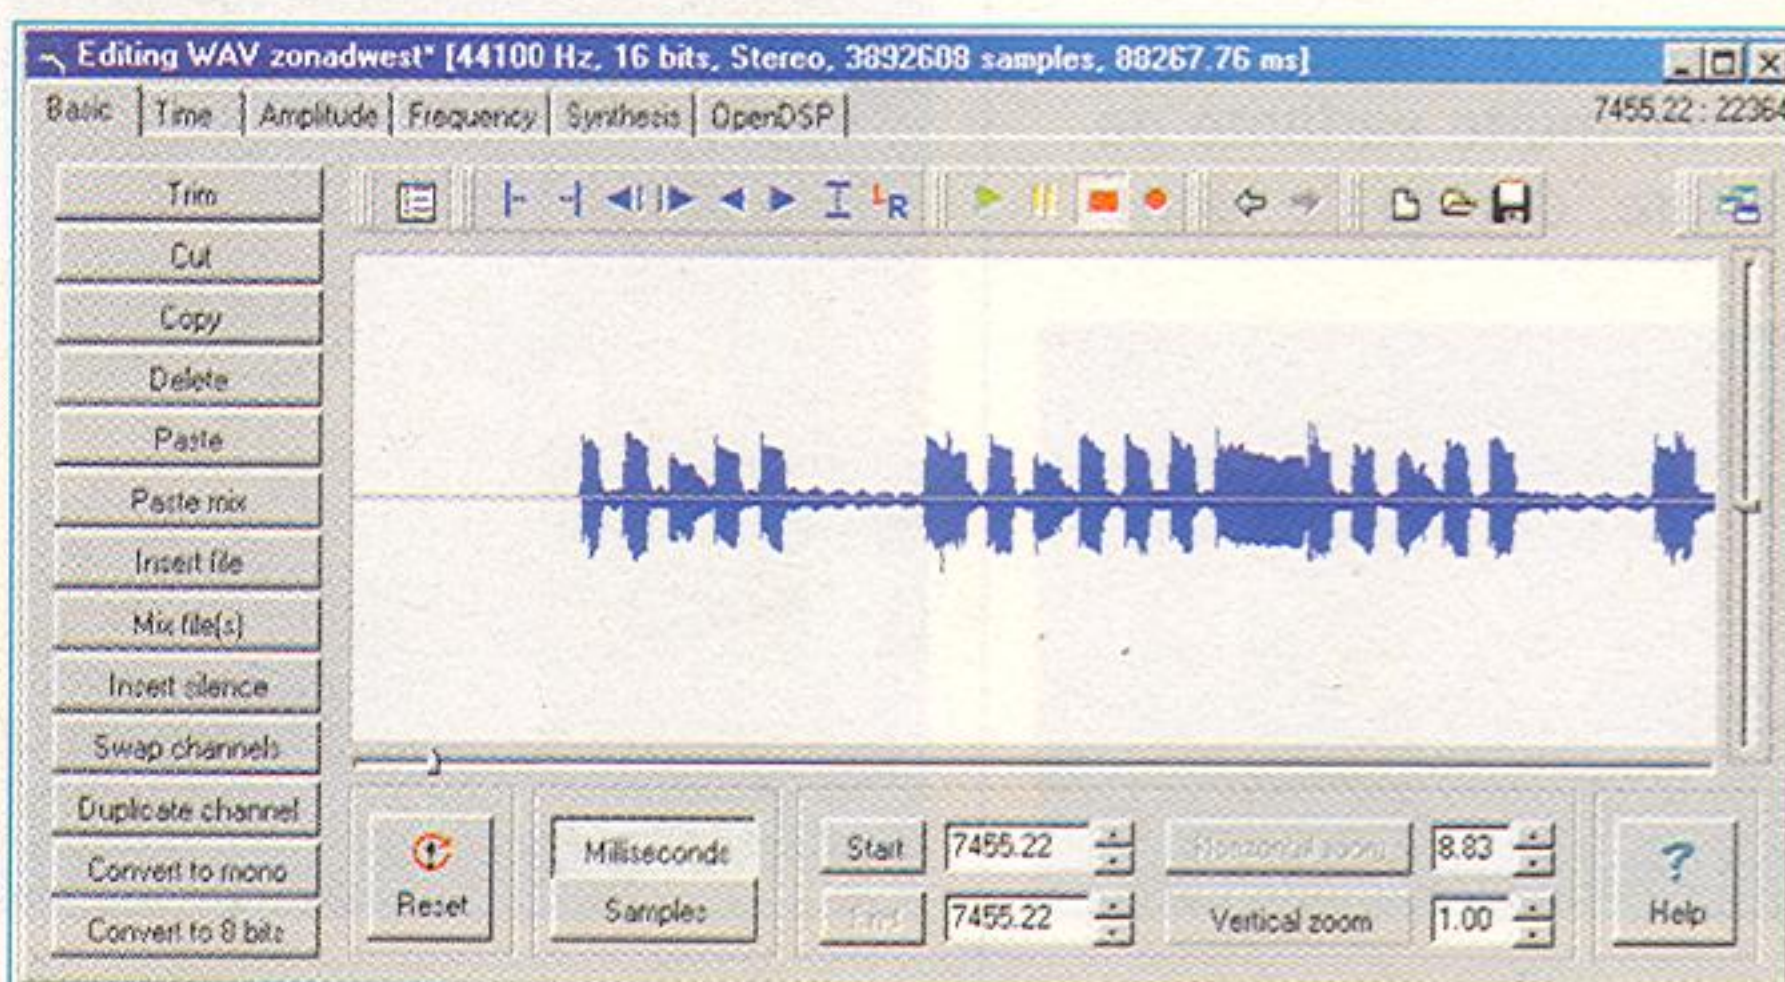 Editing WAV zonadwest* [44100 Hz, 16 bits, Stereo, 3892608 samples, 88267.76 ms]
Basic Time Amplitude Frequency Synthesis OpenDSP 7455.22 : 22364
Trim
L R
Cut
Copy
Delete
Paste
Paste mix
Insert file
Mix file(s)
Insert silence
Swap channels
Duplicate channel
Convert to mono
Convert to 8 bits
Reset
Milliseconds
Samples
Start 7455.22
7455.22
Horizontal zoom 8.83
Vertical zoom 1.00
? Help